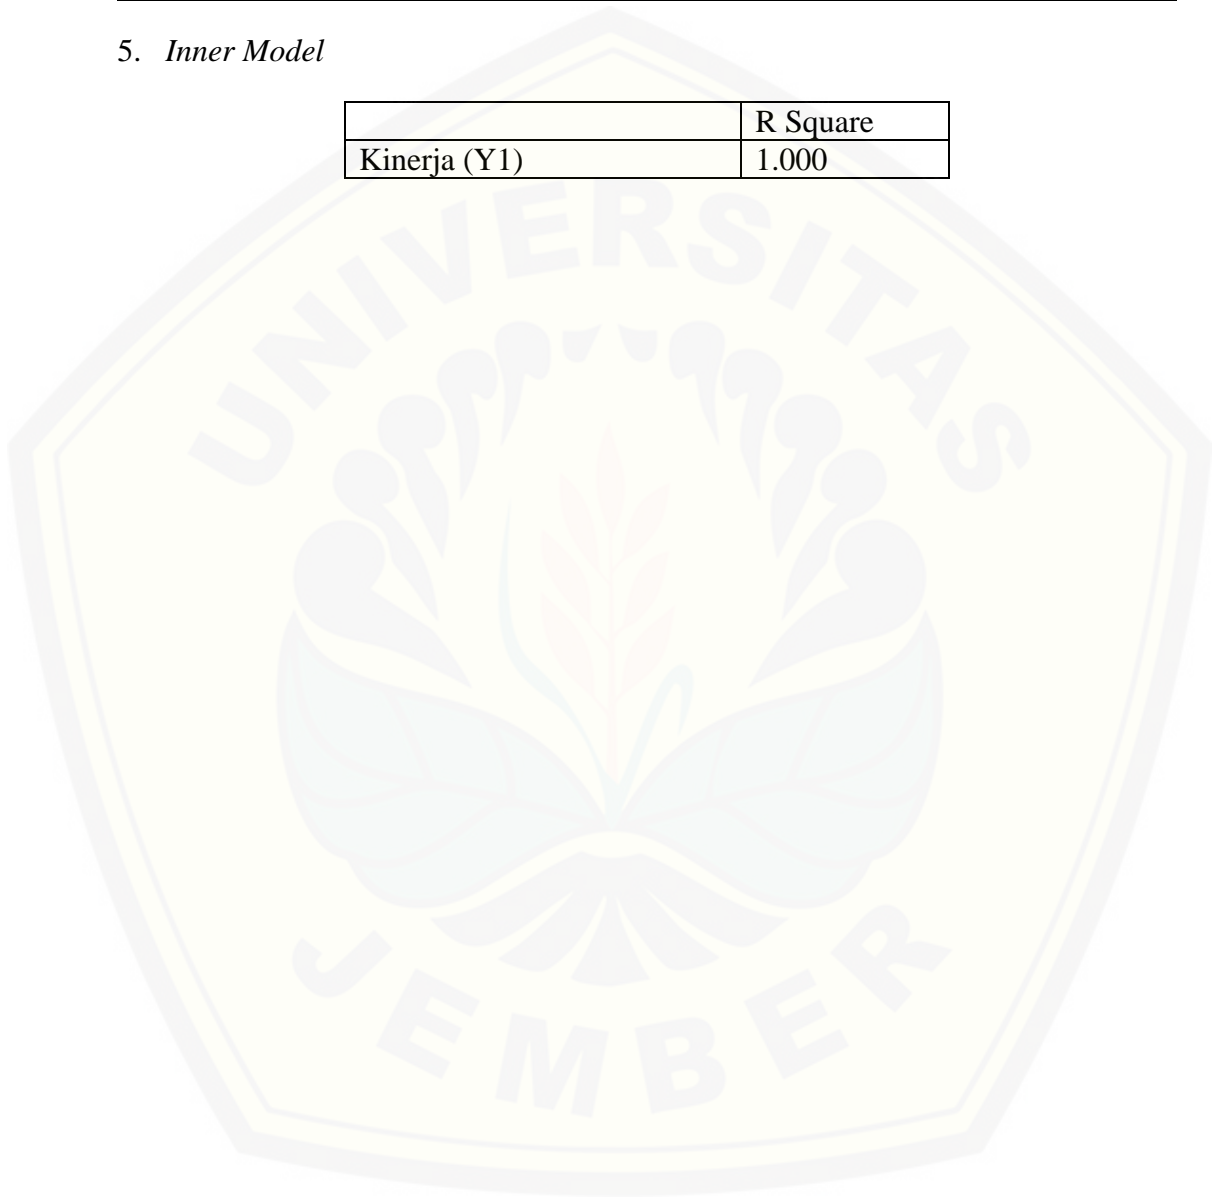 5. Inner Model
R Square
Kinerja (Y1) 1.000
UNIVERSITAS
JEMBER